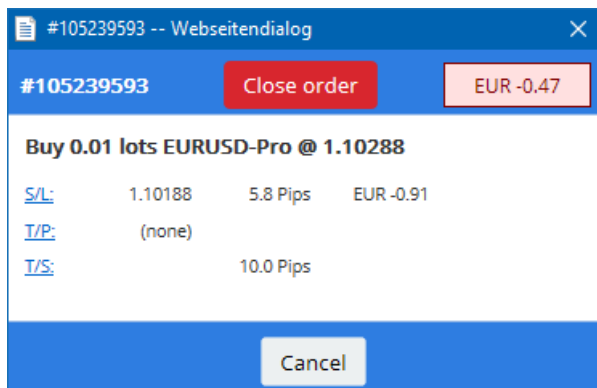 #105239593 -- Webseitendialog
#105239593 Close order EUR -0.47
Buy 0.01 lots EURUSD-Pro @ 1.10288
S/L: 1.10188 5.8 Pips EUR -0.91
T/P: (none)
T/S: 10.0 Pips
Cancel